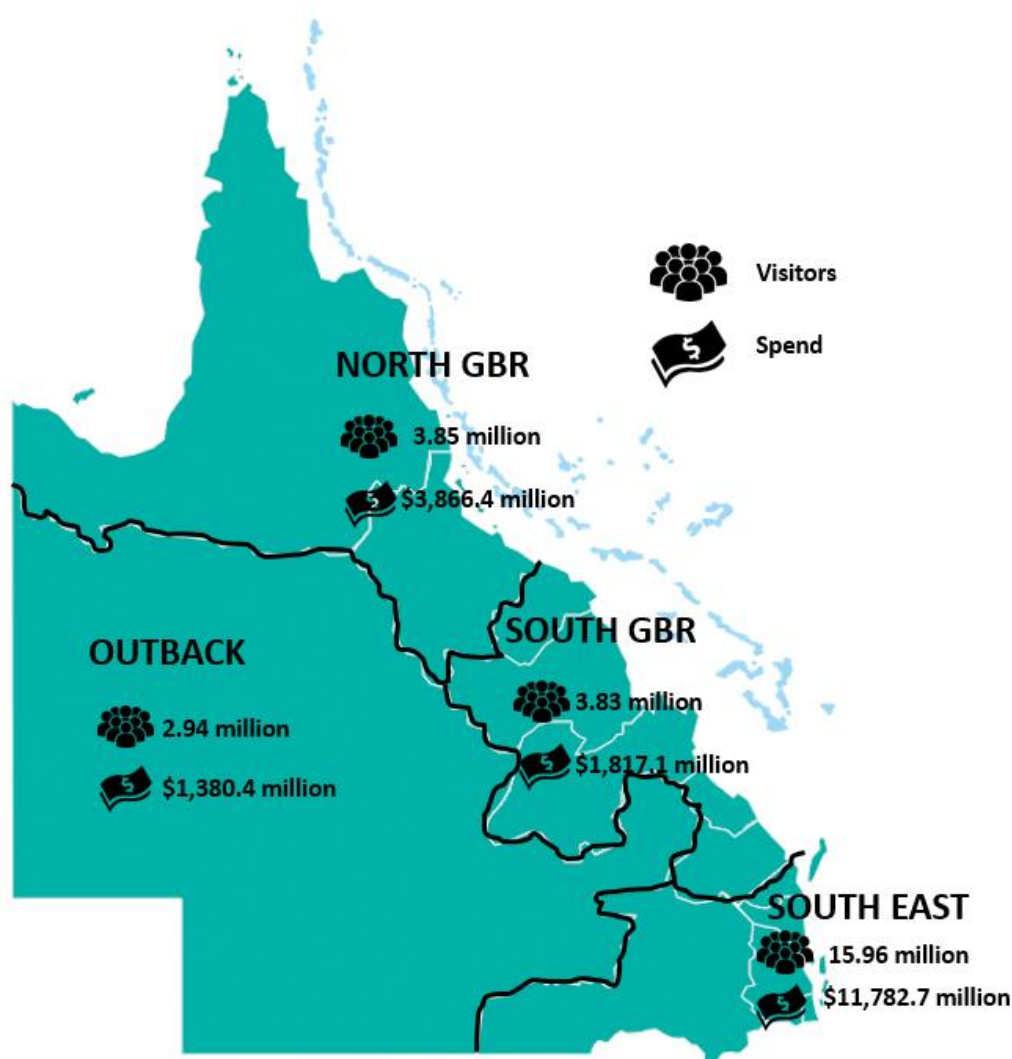 Visitors
Spend
NORTH GBR
3.85 million
$3,866.4 million
SOUTH GBR
3.83 million
$1,817.1 million
OUTBACK
2.94 million
$1,380.4 million
SOUTH EAST
15.96 million
$11,782.7 million